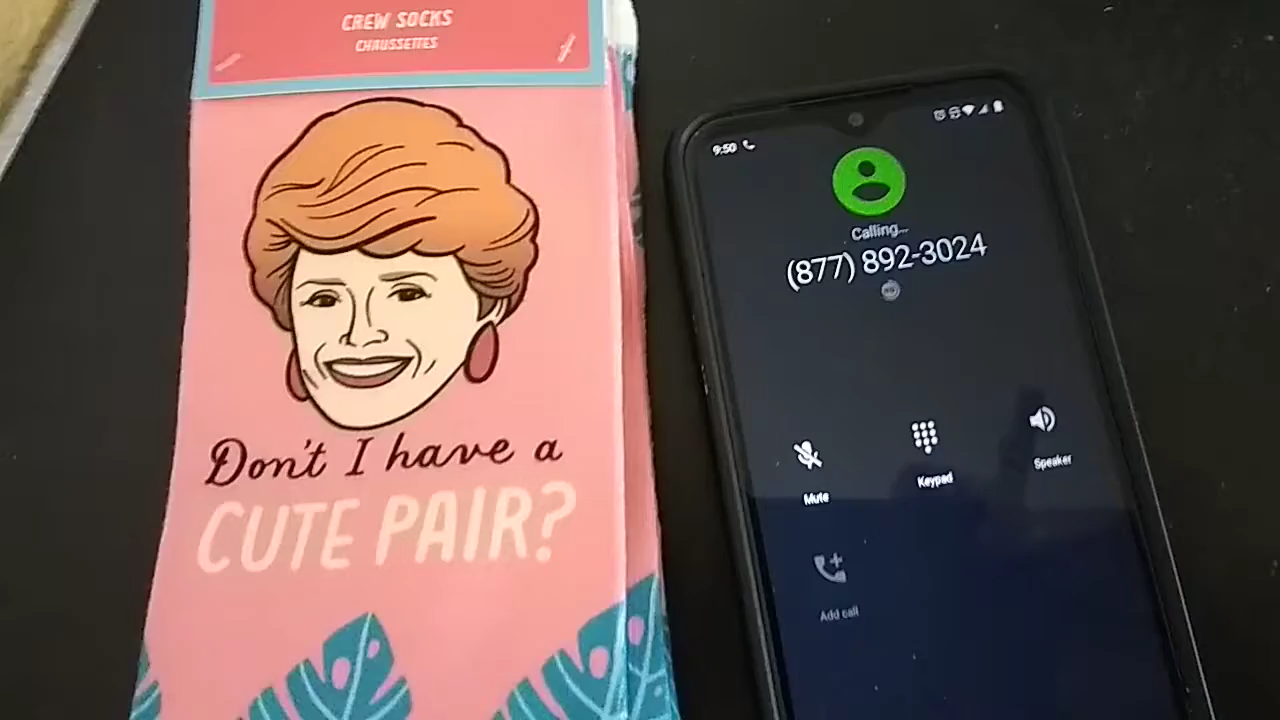 CREW SOCKS
CHAUSSETTES
Don't I have a
CUTE PAIR?
9:50
Calling...
(877) 892-3024
Mute
Keypad
Speaker
Add call